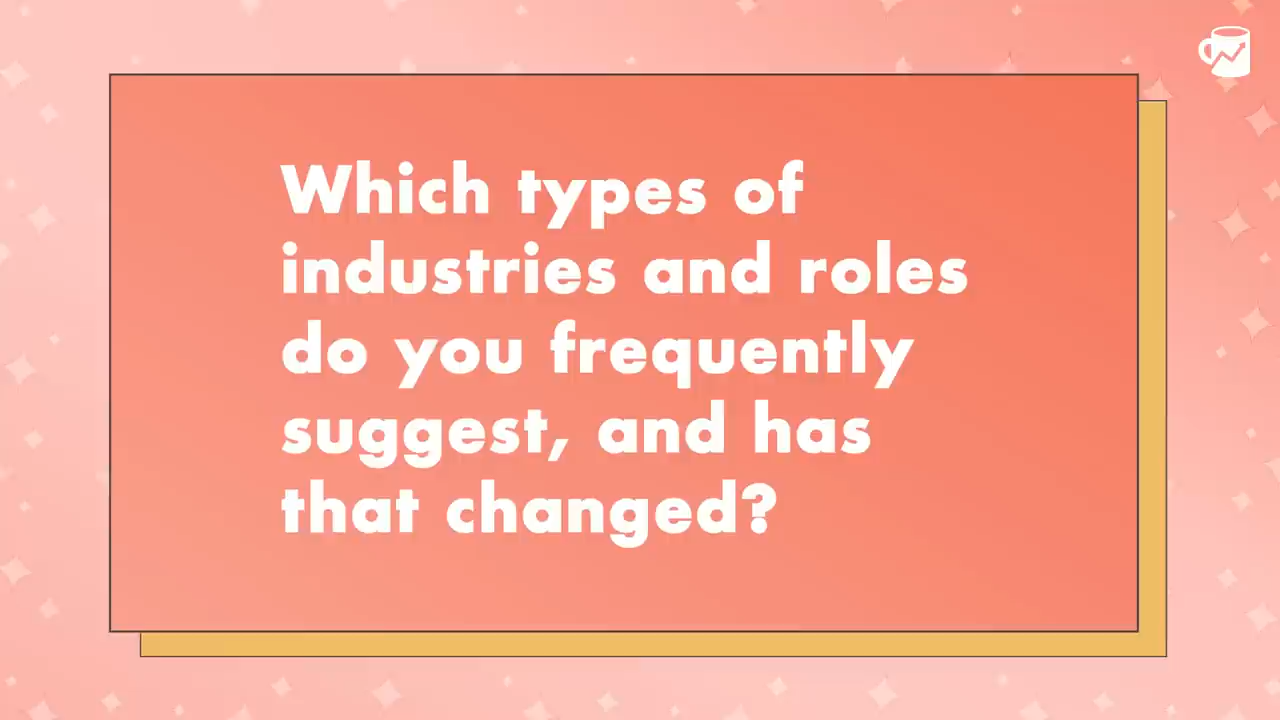 Which types of
industries and roles
do you frequently
suggest, and has
that changed?